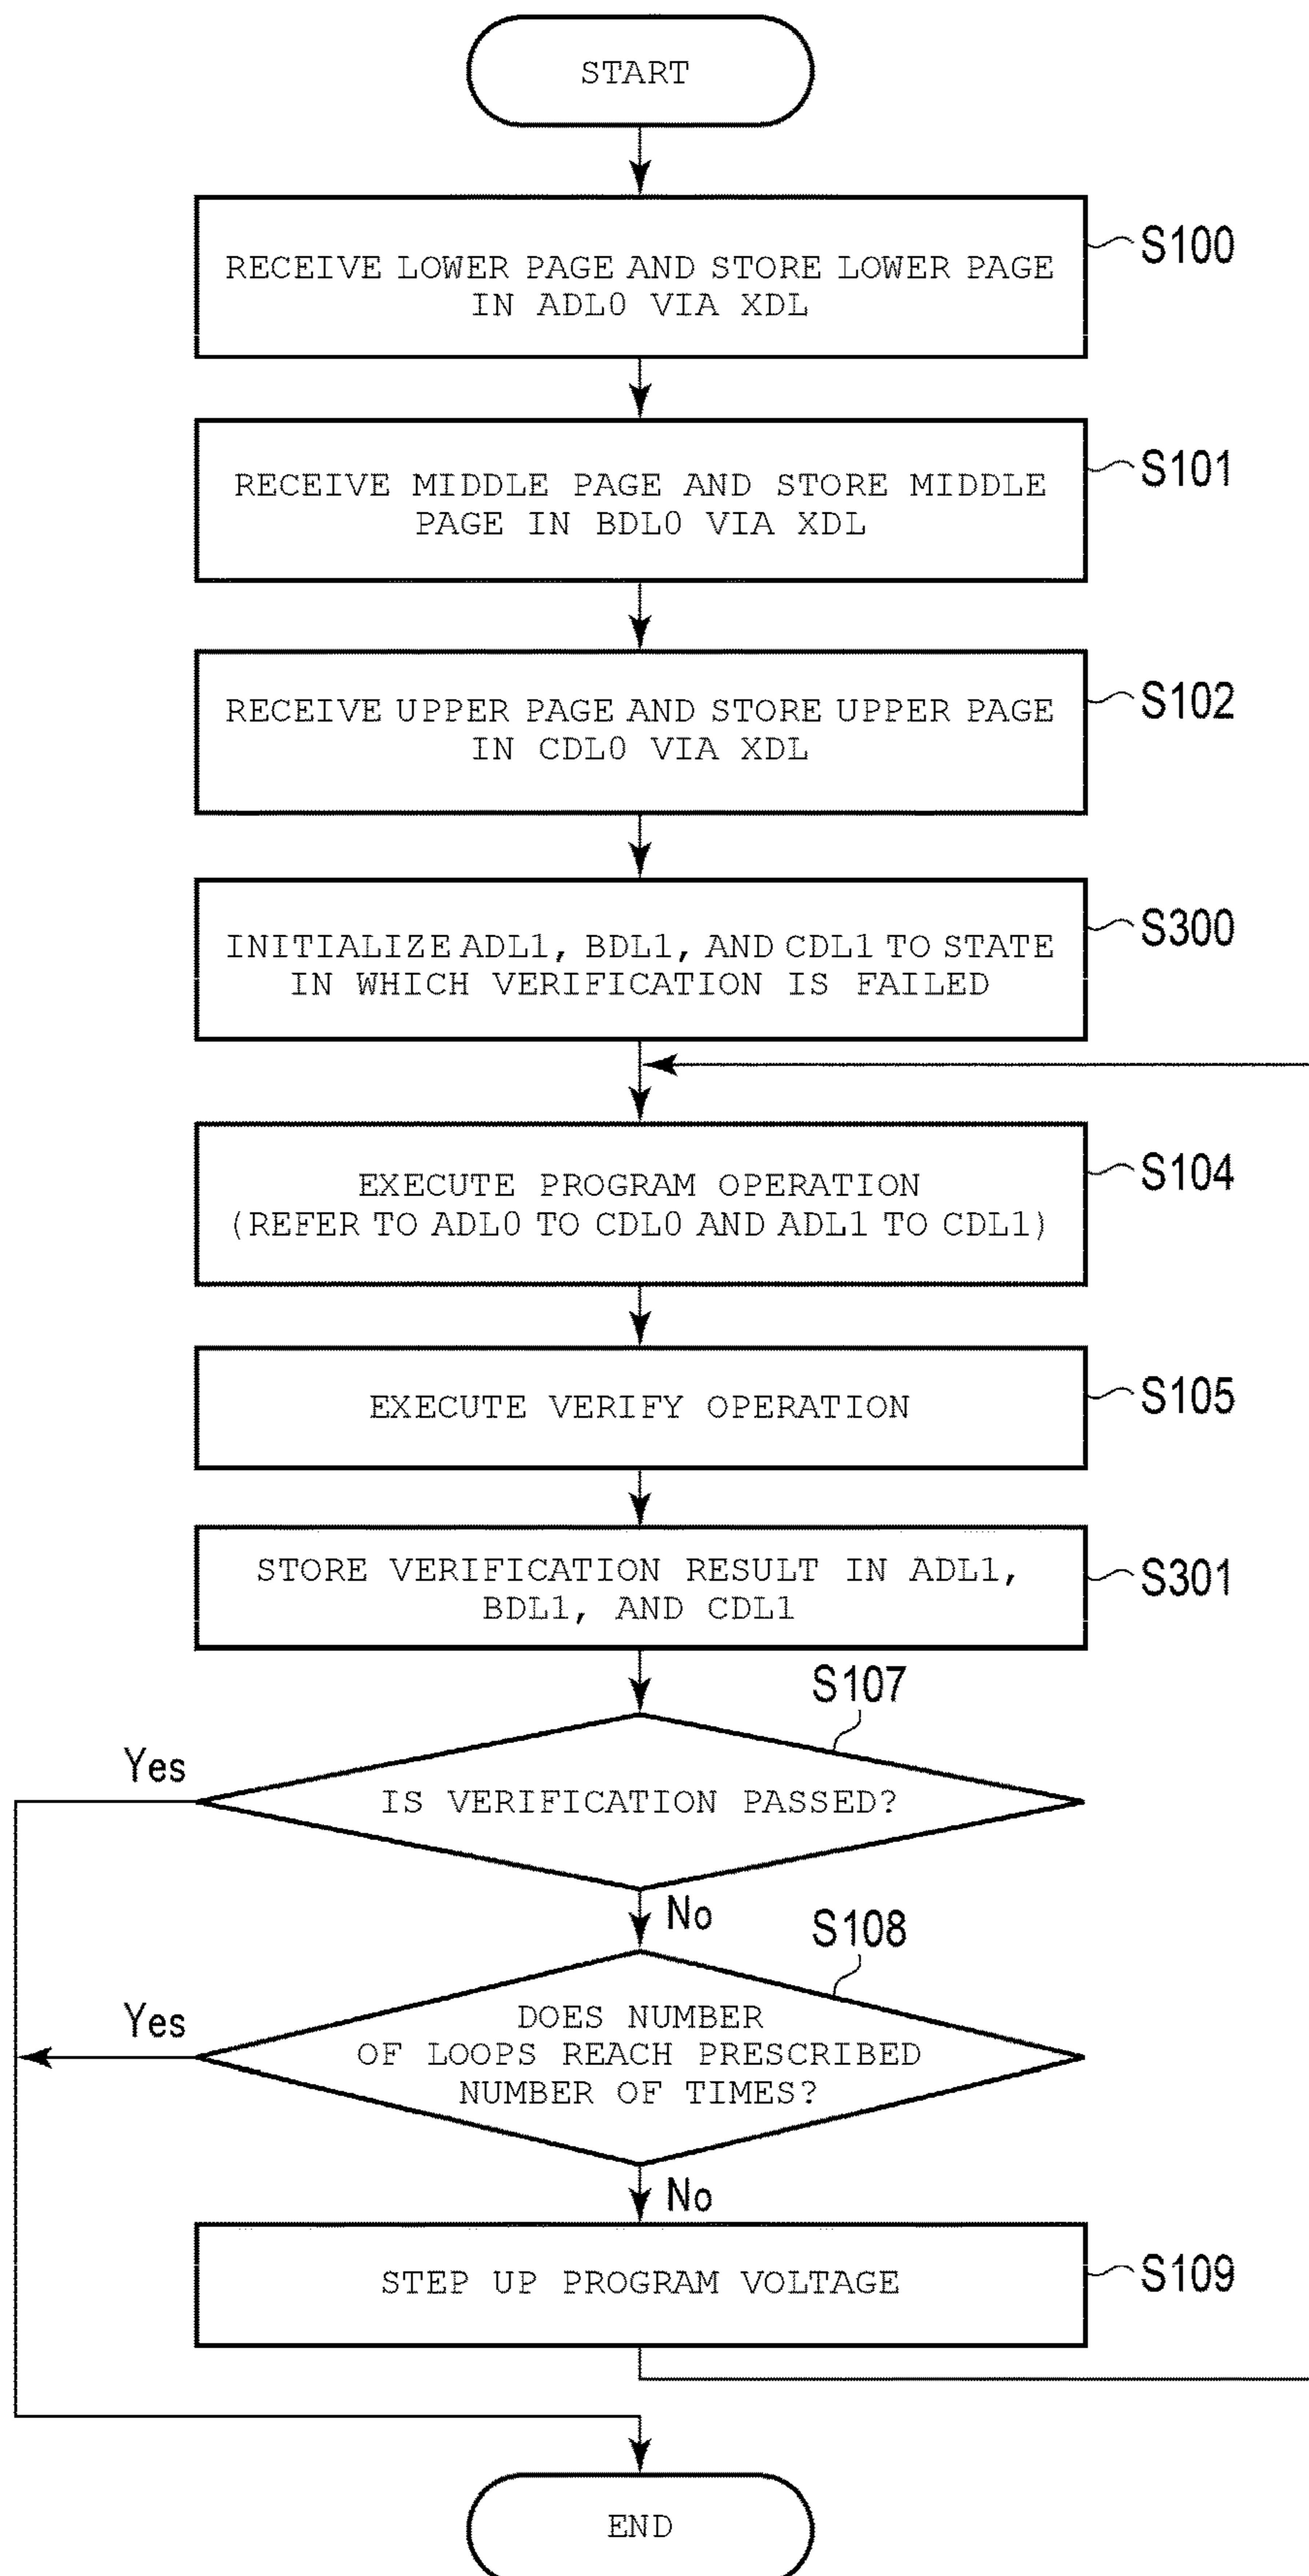 START
RECEIVE LOWER PAGE AND STORE LOWER PAGE
IN ADL0 VIA XDL
S100
RECEIVE MIDDLE PAGE AND STORE MIDDLE
PAGE IN BDL0 VIA XDL
S101
RECEIVE UPPER PAGE AND STORE UPPER PAGE
IN CDL0 VIA XDL
S102
INITIALIZE ADL1, BDL1, AND CDL1 TO STATE
IN WHICH VERIFICATION IS FAILED
S300
EXECUTE PROGRAM OPERATION
(REFER TO ADL0 TO CDL0 AND ADL1 TO CDL1)
S104
EXECUTE VERIFY OPERATION
S105
STORE VERIFICATION RESULT IN ADL1,
BDL1, AND CDL1
S301
S107
Yes
IS VERIFICATION PASSED?
No
S108
Yes
DOES NUMBER
OF LOOPS REACH PRESCRIBED
NUMBER OF TIMES?
No
STEP UP PROGRAM VOLTAGE
S109
END